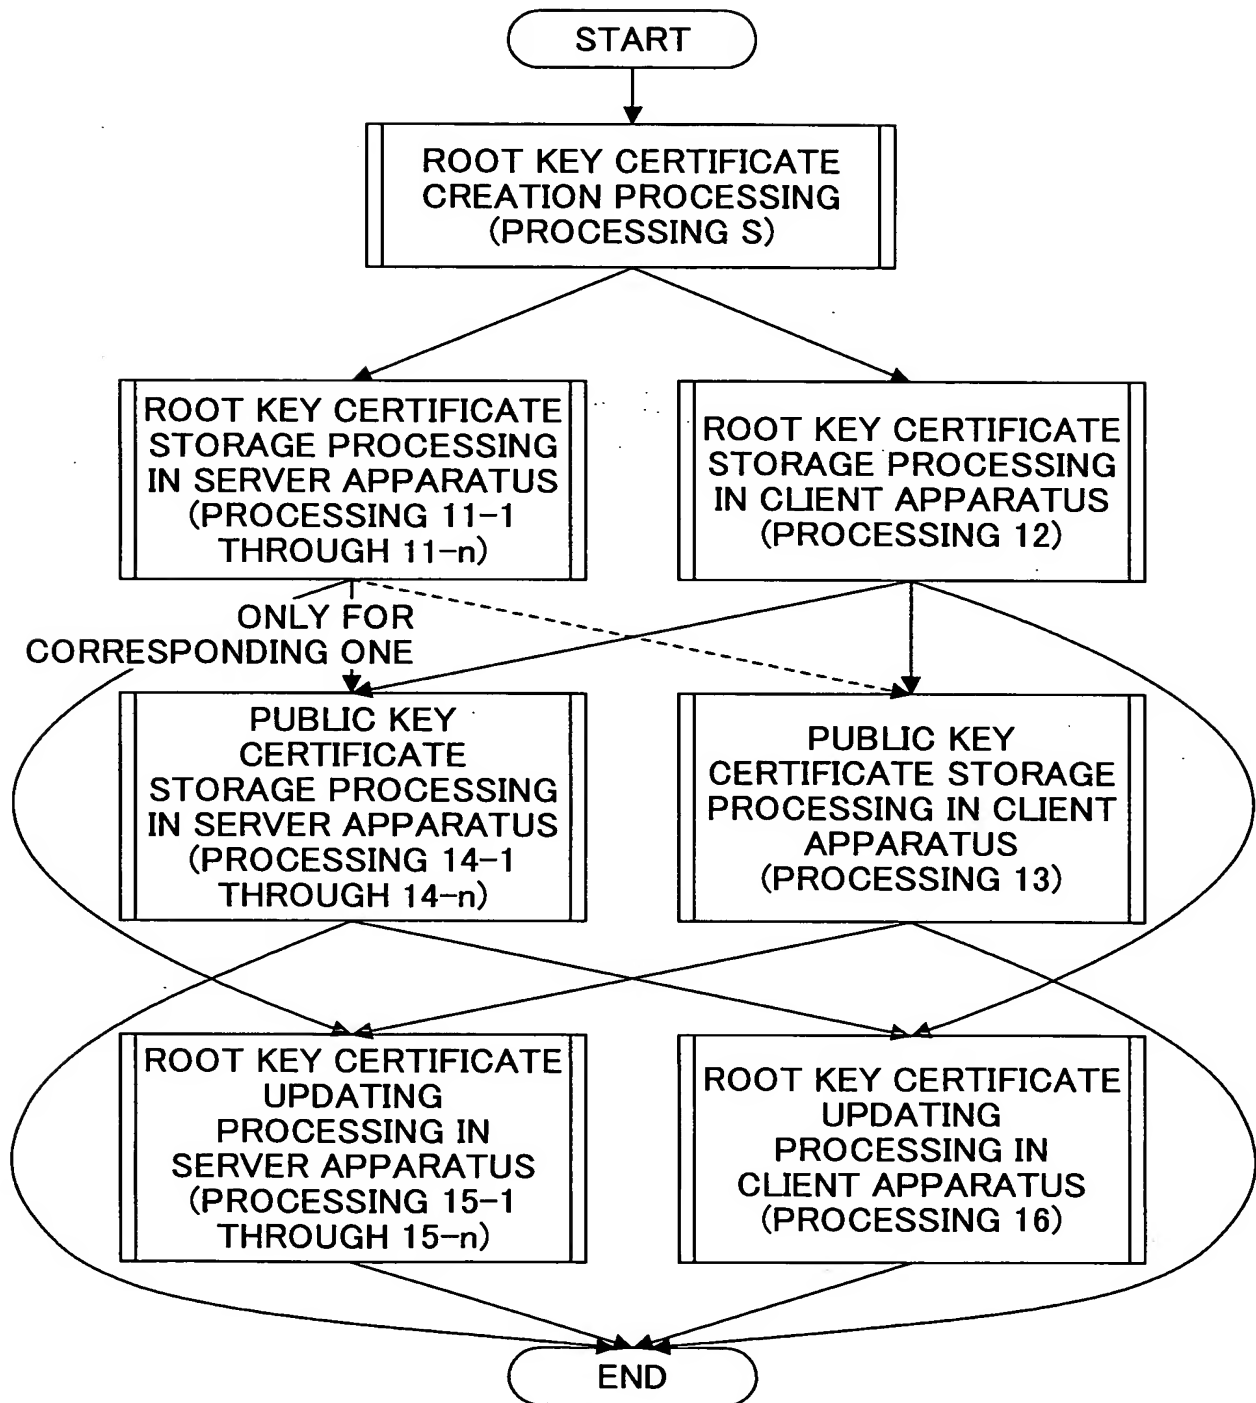 START
ROOT KEY CERTIFICATE
CREATION PROCESSING
(PROCESSING S)
ROOT KEY CERTIFICATE
STORAGE PROCESSING
IN SERVER APPARATUS
(PROCESSING 11-1
THROUGH 11-n)
ROOT KEY CERTIFICATE
STORAGE PROCESSING
IN CLIENT APPARATUS
(PROCESSING 12)
ONLY FOR
CORRESPONDING ONE
PUBLIC KEY
CERTIFICATE
STORAGE PROCESSING
IN SERVER APPARATUS
(PROCESSING 14-1
THROUGH 14-n)
PUBLIC KEY
CERTIFICATE STORAGE
PROCESSING IN CLIENT
APPARATUS
(PROCESSING 13)
ROOT KEY CERTIFICATE
UPDATING
PROCESSING IN
SERVER APPARATUS
(PROCESSING 15-1
THROUGH 15-n)
ROOT KEY CERTIFICATE
UPDATING
PROCESSING IN
CLIENT APPARATUS
(PROCESSING 16)
END